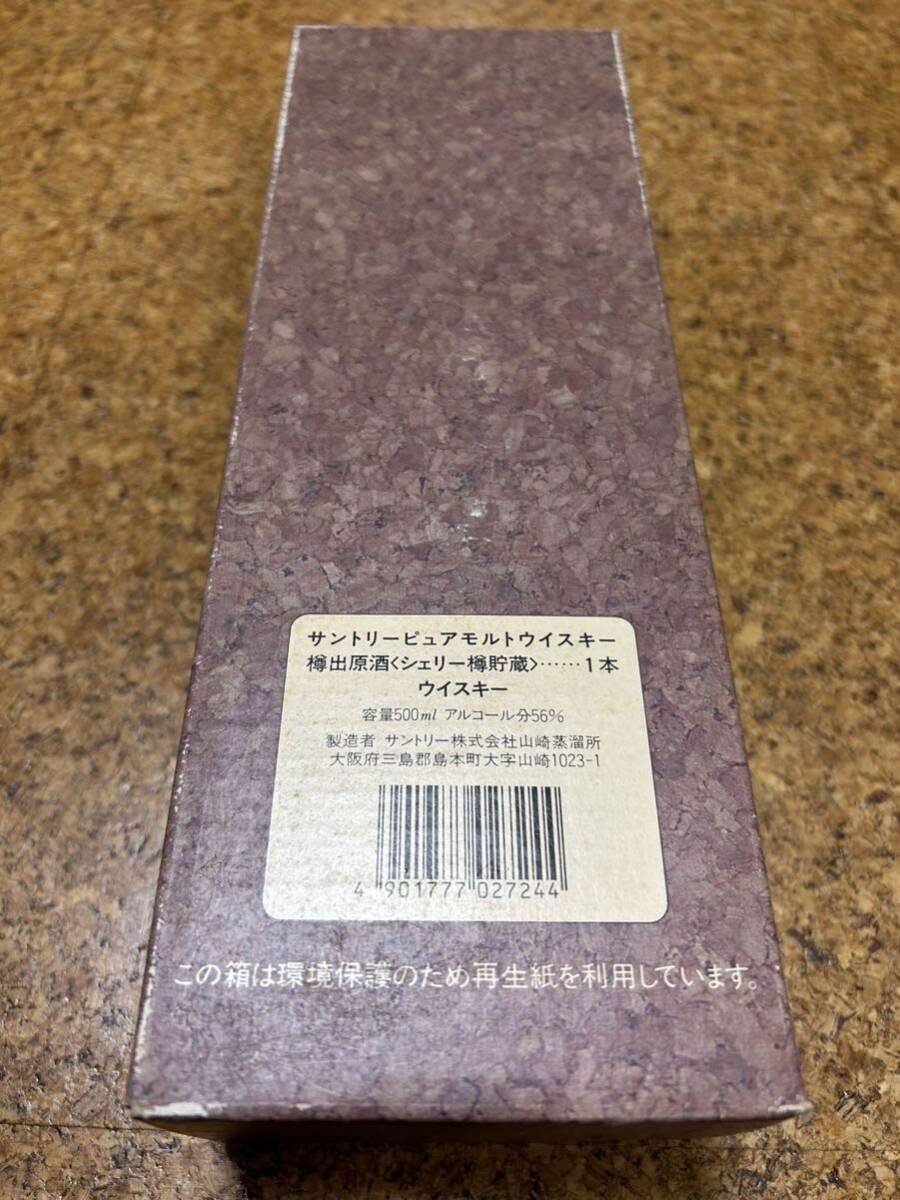 サントリーピュアモルトウイスキー
樽出原酒〈シェリー樽貯蔵〉……1本
ウイスキー
容量500ml アルコール分56%
製造者 サントリー株式会社山崎蒸溜所
大阪府三島郡島本町大字山崎1023-1
4 901777 027244
この箱は環境保護のため再生紙を利用しています。